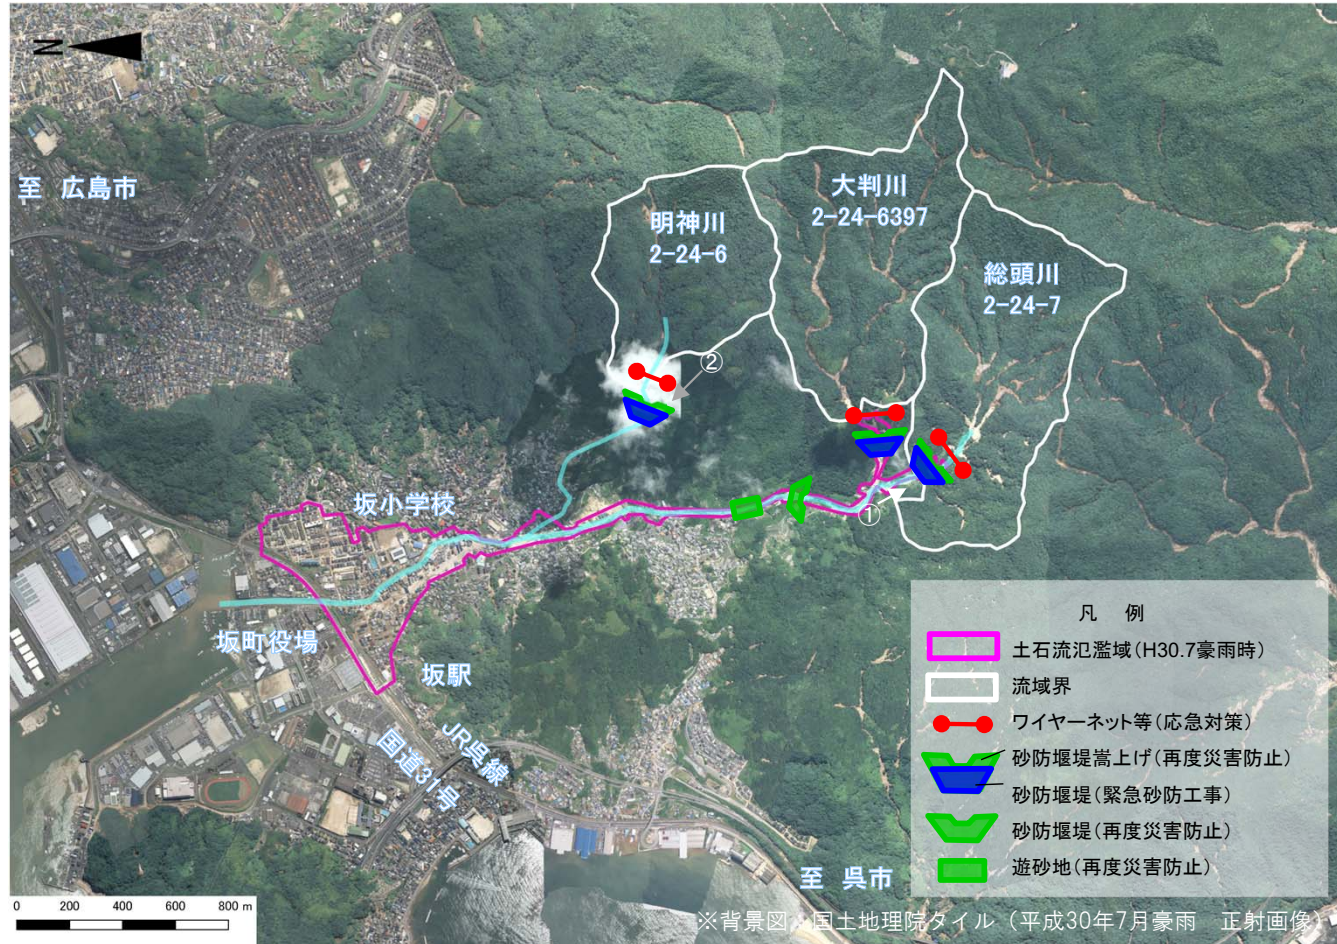 N
至 広島市
明神川
2-24-6
大判川
2-24-6397
総頭川
2-24-7
②
①
坂小学校
坂町役場
坂駅
JR呉線
国道31号
至 呉市
凡 例
土石流氾濫域(H30.7豪雨時)
流域界
ワイヤーネット等(応急対策)
砂防堰堤嵩上げ(再度災害防止)
砂防堰堤(緊急砂防工事)
砂防堰堤(再度災害防止)
遊砂地(再度災害防止)
0 200 400 600 800 m
※背景図:国土地理院タイル(平成30年7月豪雨 正射画像)